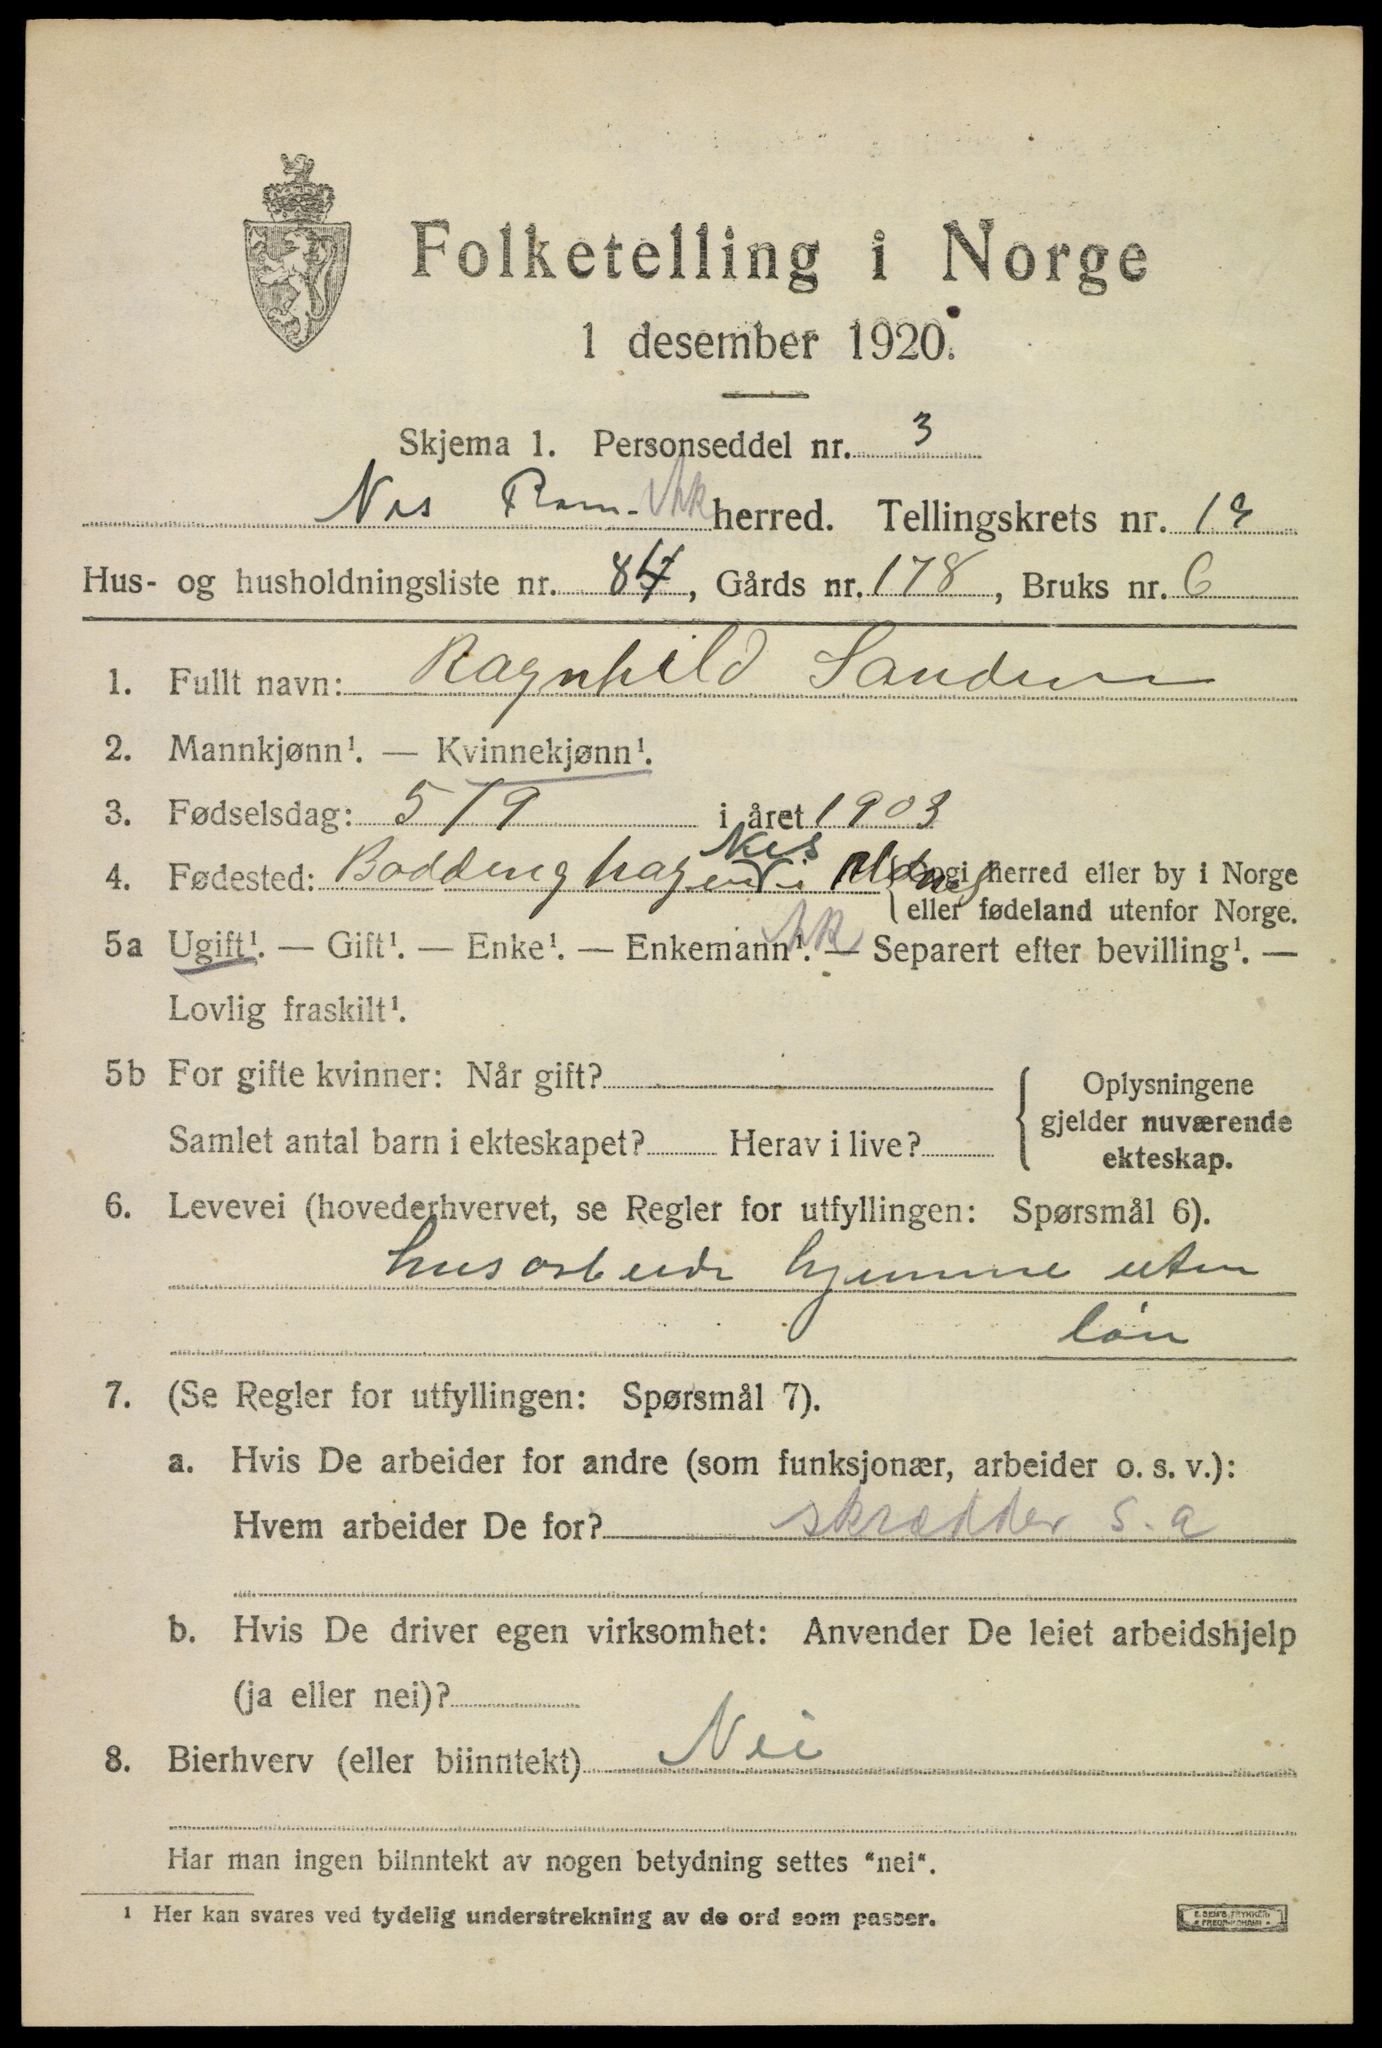 Folketelling i Norge
1 desember 1920.
Skjema 1. Personseddel nr. 3
Nes Rom. Ak herred. Tellingskrets nr. 13
Hus- og husholdningsliste nr. 84, Gårds nr. 178, Bruks nr. 6
1. Fullt navn: Ragnhild
2. Mannkjønn¹. — Kvinnekjønn¹.
3. Fødselsdag: 5/9 i året 1903
Nes
4. Fødested: i {Opgi herred eller by i Norge
eller fødeland utenfor Norge.
Ak
5a Ugift¹. — Gift¹. — Enke¹. — Enkemann¹. — Separert efter bevilling¹. —
Lovlig fraskilt¹.
5b For gifte kvinner: Når gift?
Samlet antal barn i ekteskapet? Herav i live?
{Oplysningene
gjelder nuværende
ekteskap.
6. Levevei (hovederhvervet, se Regler for utfyllingen: Spørsmål 6).
husarbeide hjemme uten
løn
7. (Se Regler for utfyllingen: Spørsmål 7).
a. Hvis De arbeider for andre (som funksjonær, arbeider o. s. v.):
Hvem arbeider De for? skrædder s. a
b. Hvis De driver egen virksomhet: Anvender De leiet arbeidshjelp
(ja eller nei)?
8. Bierhverv (eller biinntekt) Nei
Har man ingen biinntekt av nogen betydning settes "nei".
¹ Her kan svares ved tydelig understrekning av de ord som passer.